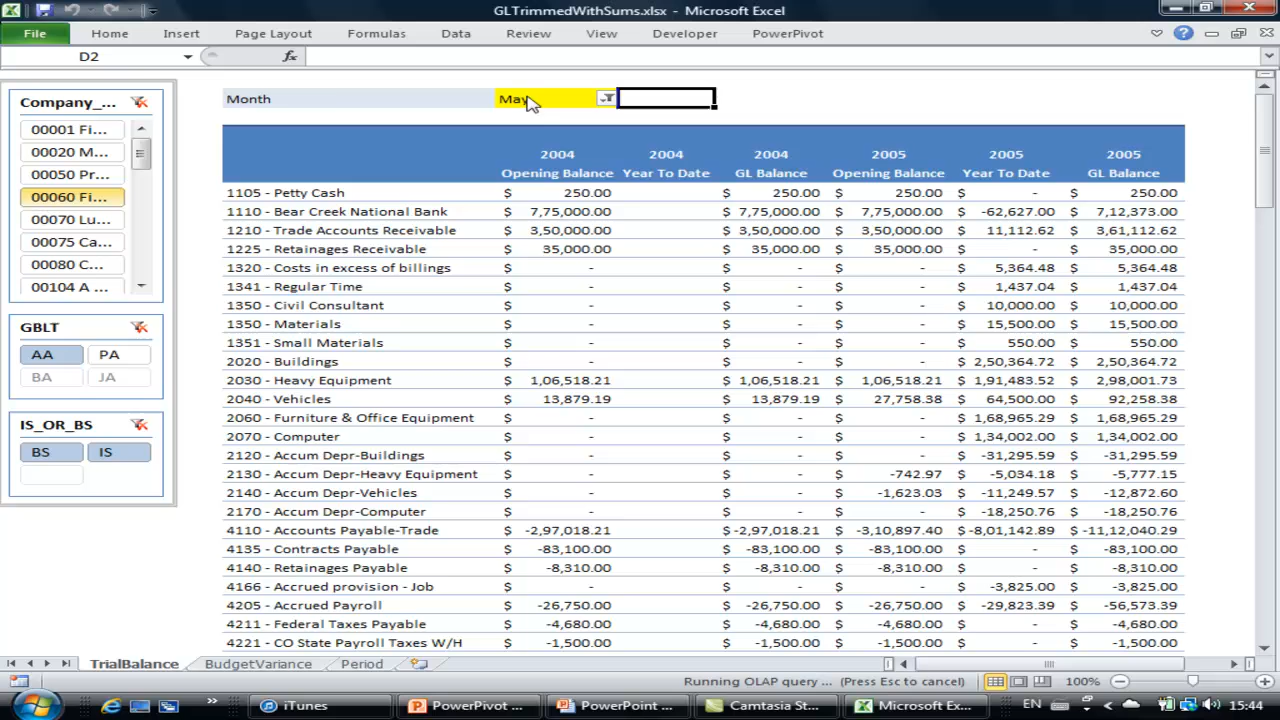 GLTrimmedWithSums.xlsx - Microsoft Excel
File Home Insert Page Layout Formulas Data Review View Developer PowerPivot
D2 fx
Company_...
00001 Fi...
00020 M...
00050 Pr...
00060 Fi...
00070 Lu...
00075 Ca...
00080 C...
00104 A ...
GBLT
AA PA
BA JA
IS_OR_BS
BS IS
Month May
2004 2004 2004 2005 2005 2005
Opening Balance Year To Date GL Balance Opening Balance Year To Date GL Balance
1105 - Petty Cash $ 250.00 $ 250.00 $ 250.00 $ - $ 250.00
1110 - Bear Creek National Bank $ 7,75,000.00 $ 7,75,000.00 $ 7,75,000.00 $ -62,627.00 $ 7,12,373.00
1210 - Trade Accounts Receivable $ 3,50,000.00 $ 3,50,000.00 $ 3,50,000.00 $ 11,112.62 $ 3,61,112.62
1225 - Retainages Receivable $ 35,000.00 $ 35,000.00 $ 35,000.00 $ - $ 35,000.00
1320 - Costs in excess of billings $ - $ - $ - $ 5,364.48 $ 5,364.48
1341 - Regular Time $ - $ - $ - $ 1,437.04 $ 1,437.04
1350 - Civil Consultant $ - $ - $ - $ 10,000.00 $ 10,000.00
1350 - Materials $ - $ - $ - $ 15,500.00 $ 15,500.00
1351 - Small Materials $ - $ - $ - $ 550.00 $ 550.00
2020 - Buildings $ - $ - $ - $ 2,50,364.72 $ 2,50,364.72
2030 - Heavy Equipment $ 1,06,518.21 $ 1,06,518.21 $ 1,06,518.21 $ 1,91,483.52 $ 2,98,001.73
2040 - Vehicles $ 13,879.19 $ 13,879.19 $ 27,758.38 $ 64,500.00 $ 92,258.38
2060 - Furniture & Office Equipment $ - $ - $ - $ 1,68,965.29 $ 1,68,965.29
2070 - Computer $ - $ - $ - $ 1,34,002.00 $ 1,34,002.00
2120 - Accum Depr-Buildings $ - $ - $ - $ -31,295.59 $ -31,295.59
2130 - Accum Depr-Heavy Equipment $ - $ - $ -742.97 $ -5,034.18 $ -5,777.15
2140 - Accum Depr-Vehicles $ - $ - $ -1,623.03 $ -11,249.57 $ -12,872.60
2170 - Accum Depr-Computer $ - $ - $ - $ -18,250.76 $ -18,250.76
4110 - Accounts Payable-Trade $ -2,97,018.21 $ -2,97,018.21 $ -3,10,897.40 $ -8,01,142.89 $ -11,12,040.29
4135 - Contracts Payable $ -83,100.00 $ -83,100.00 $ -83,100.00 $ - $ -83,100.00
4140 - Retainages Payable $ -8,310.00 $ -8,310.00 $ -8,310.00 $ - $ -8,310.00
4166 - Accrued provision - Job $ - $ - $ - $ -3,825.00 $ -3,825.00
4205 - Accrued Payroll $ -26,750.00 $ -26,750.00 $ -26,750.00 $ -29,823.39 $ -56,573.39
4211 - Federal Taxes Payable $ -4,680.00 $ -4,680.00 $ -4,680.00 $ - $ -4,680.00
4221 - CO State Payroll Taxes W/H $ -1,500.00 $ -1,500.00 $ -1,500.00 $ - $ -1,500.00
TrialBalance BudgetVariance Period
Running OLAP query ... (Press Esc to cancel) 100%
iTunes PowerPivot ... PowerPoint ... Camtasia St... Microsoft Exc... EN 15:44